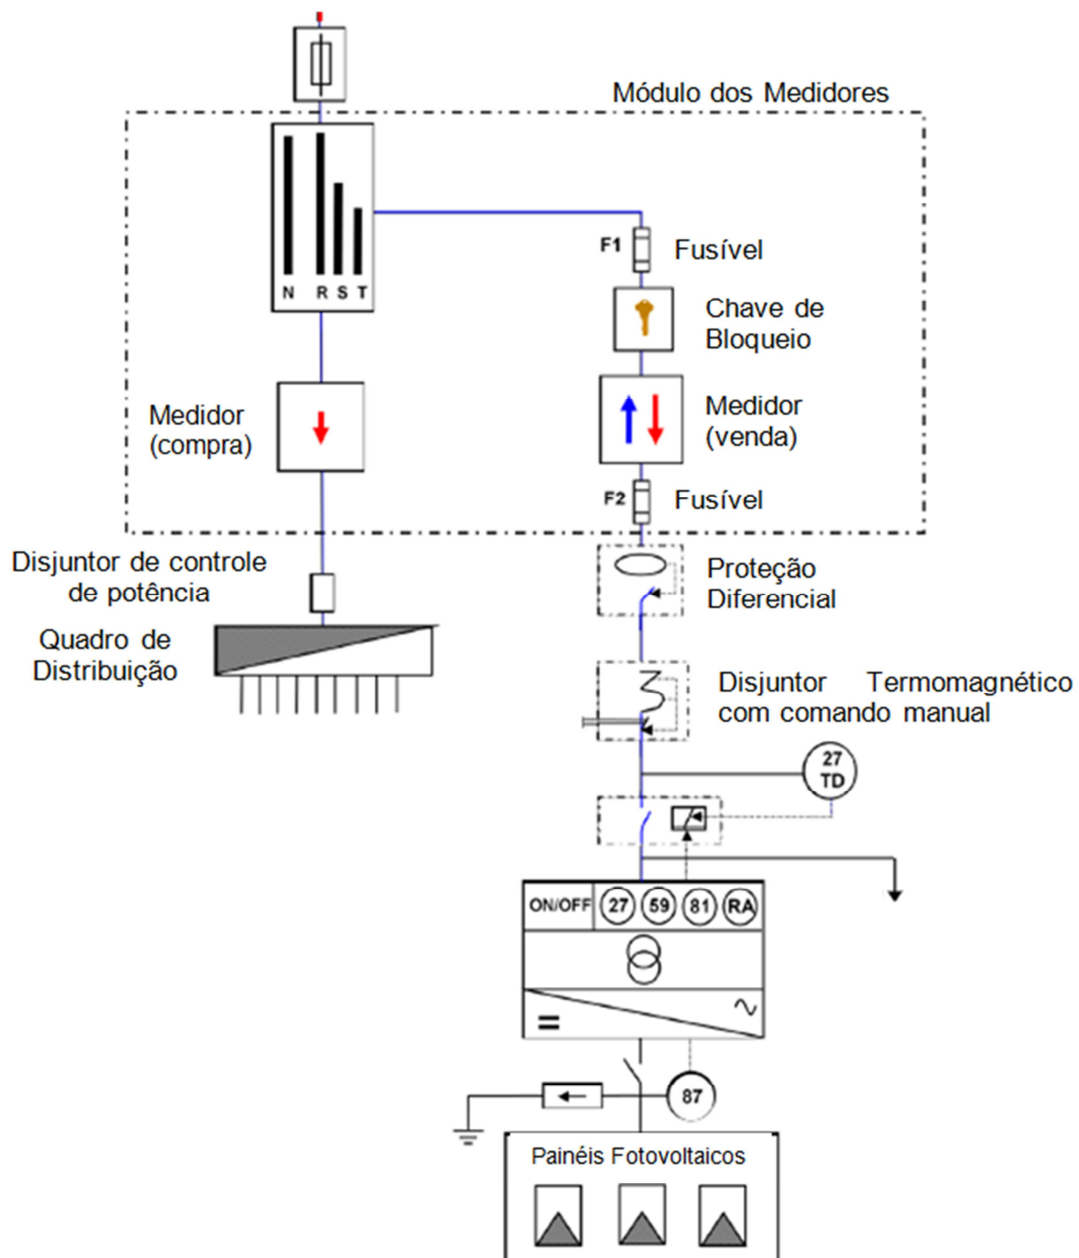 Módulo dos Medidores
N R S T
F1 Fusível
Chave de
Bloqueio
Medidor
(compra)
Medidor
(venda)
F2 Fusível
Disjuntor de controle
de potência
Proteção
Diferencial
Quadro de
Distribuição
Disjuntor Termomagnético
com comando manual
27
TD
ON/OFF 27 59 81 RA
87
Painéis Fotovoltaicos